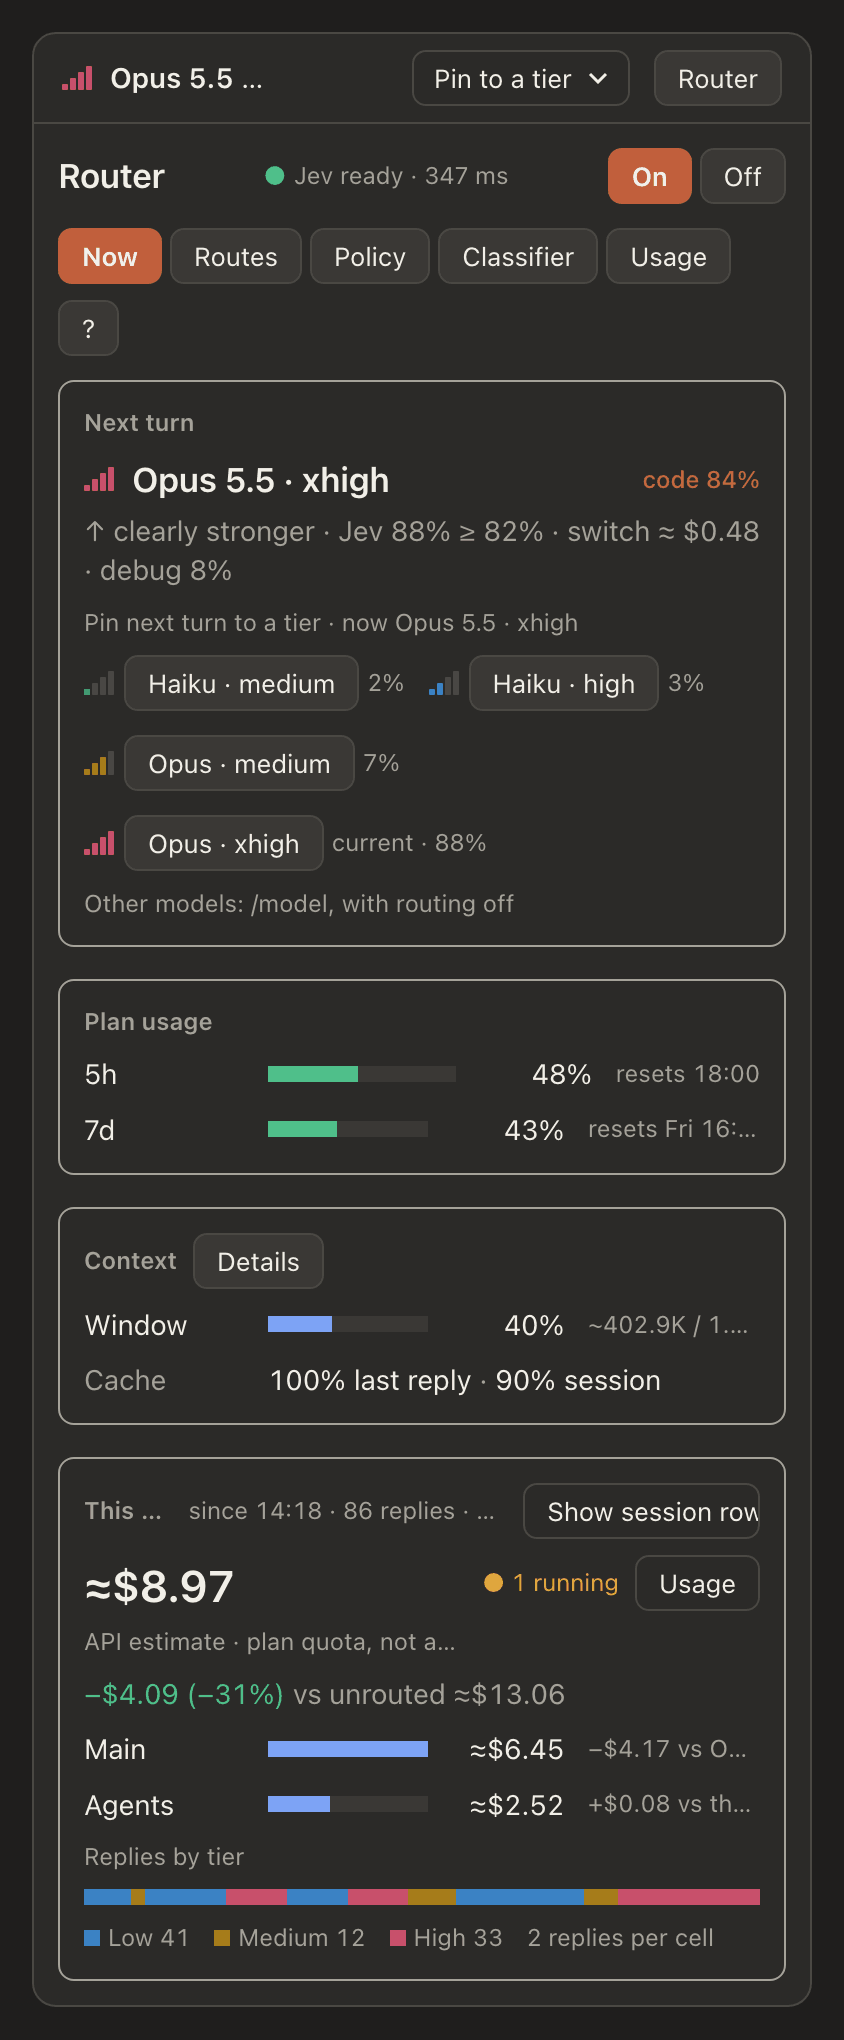 Opus 5.5 ... Pin to a tier Router
Router Jev ready · 347 ms On Off
Now Routes Policy Classifier Usage
?
Next turn
Opus 5.5 · xhigh code 84%
↑ clearly stronger · Jev 88% ≥ 82% · switch ≈ $0.48
· debug 8%
Pin next turn to a tier · now Opus 5.5 · xhigh
Haiku · medium 2% Haiku · high 3%
Opus · medium 7%
Opus · xhigh current · 88%
Other models: /model, with routing off
Plan usage
5h 48% resets 18:00
7d 43% resets Fri 16:...
Context Details
Window 40% ~402.9K / 1....
Cache 100% last reply · 90% session
This ... since 14:18 · 86 replies · ... Show session row
≈$8.97 1 running Usage
API estimate · plan quota, not a...
−$4.09 (−31%) vs unrouted ≈$13.06
Main ≈$6.45 −$4.17 vs O...
Agents ≈$2.52 +$0.08 vs th...
Replies by tier
Low 41 Medium 12 High 33 2 replies per cell